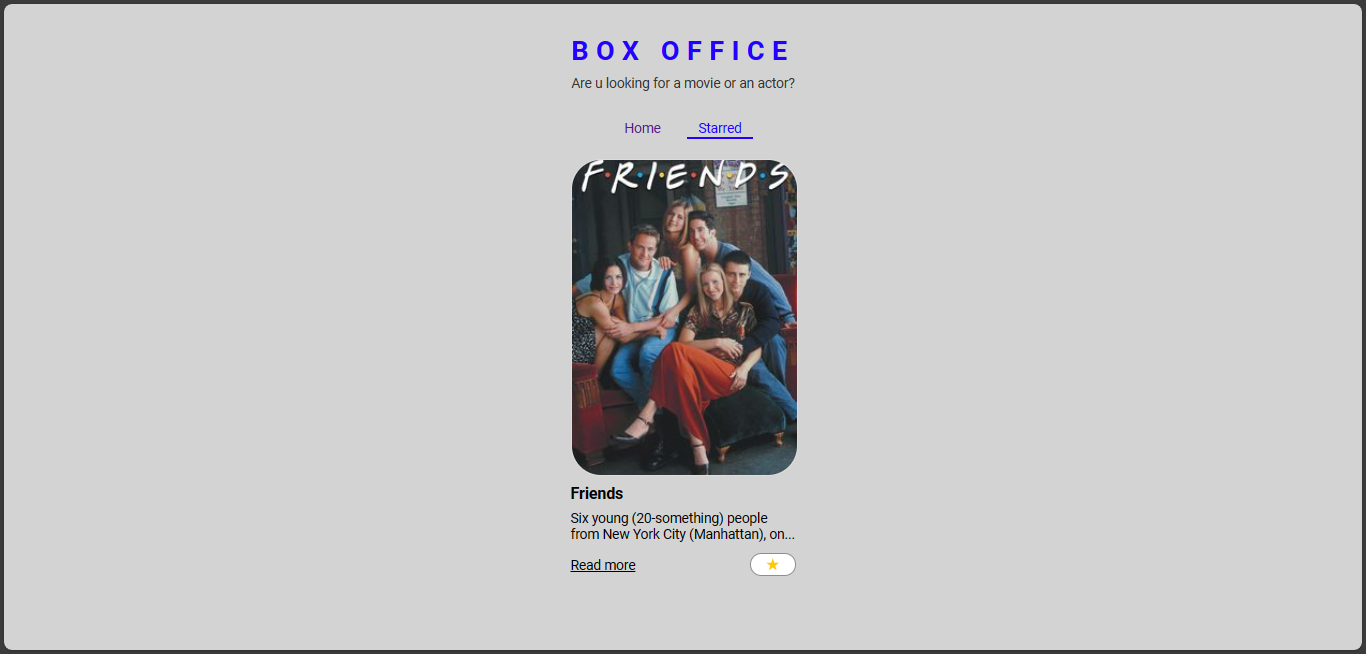 BOX OFFICE
Are u looking for a movie or an actor?
Home Starred
F•R•I•E•N•D•S
Friends
Six young (20-something) people
from New York City (Manhattan), on...
Read more